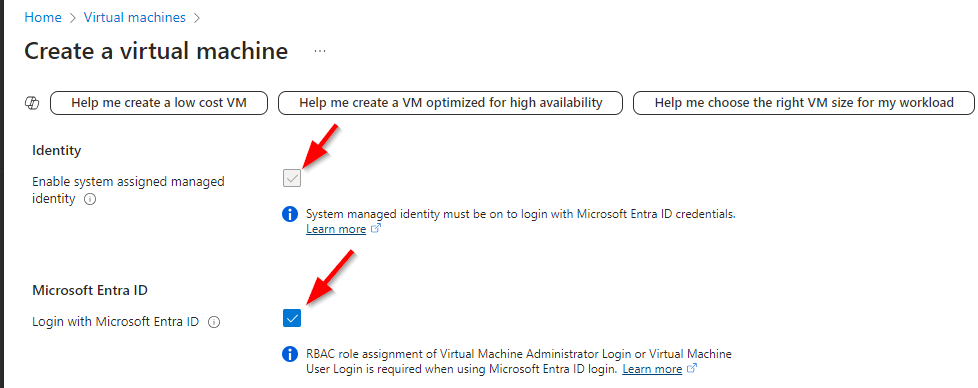 Home > Virtual machines >
Create a virtual machine ...
Help me create a low cost VM
Help me create a VM optimized for high availability
Help me choose the right VM size for my workload
Identity
Enable system assigned managed
identity
System managed identity must be on to login with Microsoft Entra ID credentials.
Learn more
Microsoft Entra ID
Login with Microsoft Entra ID
RBAC role assignment of Virtual Machine Administrator Login or Virtual Machine
User Login is required when using Microsoft Entra ID login. Learn more